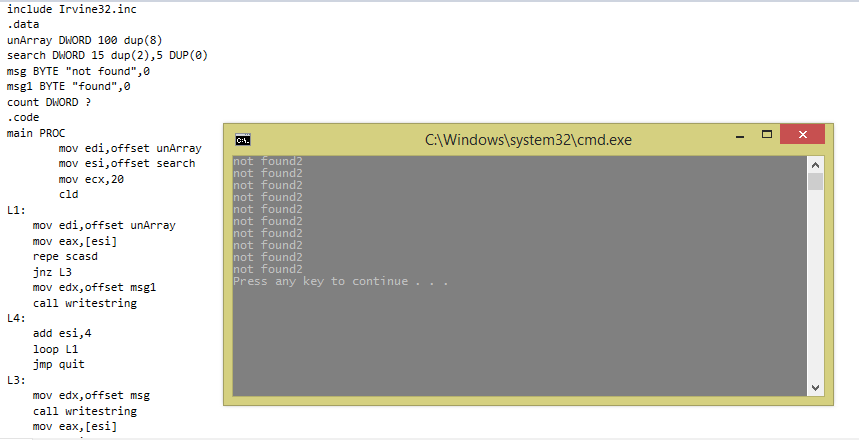 include Irvine32.inc
.data
unArray DWORD 100 dup(8)
search DWORD 15 dup(2),5 DUP(0)
msg BYTE "not found",0
msg1 BYTE "found",0
count DWORD ?
.code
main PROC
mov edi,offset unArray
mov esi,offset search
mov ecx,20
cld
L1:
mov edi,offset unArray
mov eax,[esi]
repe scasd
jnz L3
mov edx,offset msg1
call writestring
L4:
add esi,4
loop L1
jmp quit
L3:
mov edx,offset msg
call writestring
mov eax,[esi]
C:\Windows\system32\cmd.exe
not found2
not found2
not found2
not found2
not found2
not found2
not found2
not found2
not found2
not found2
Press any key to continue . . .